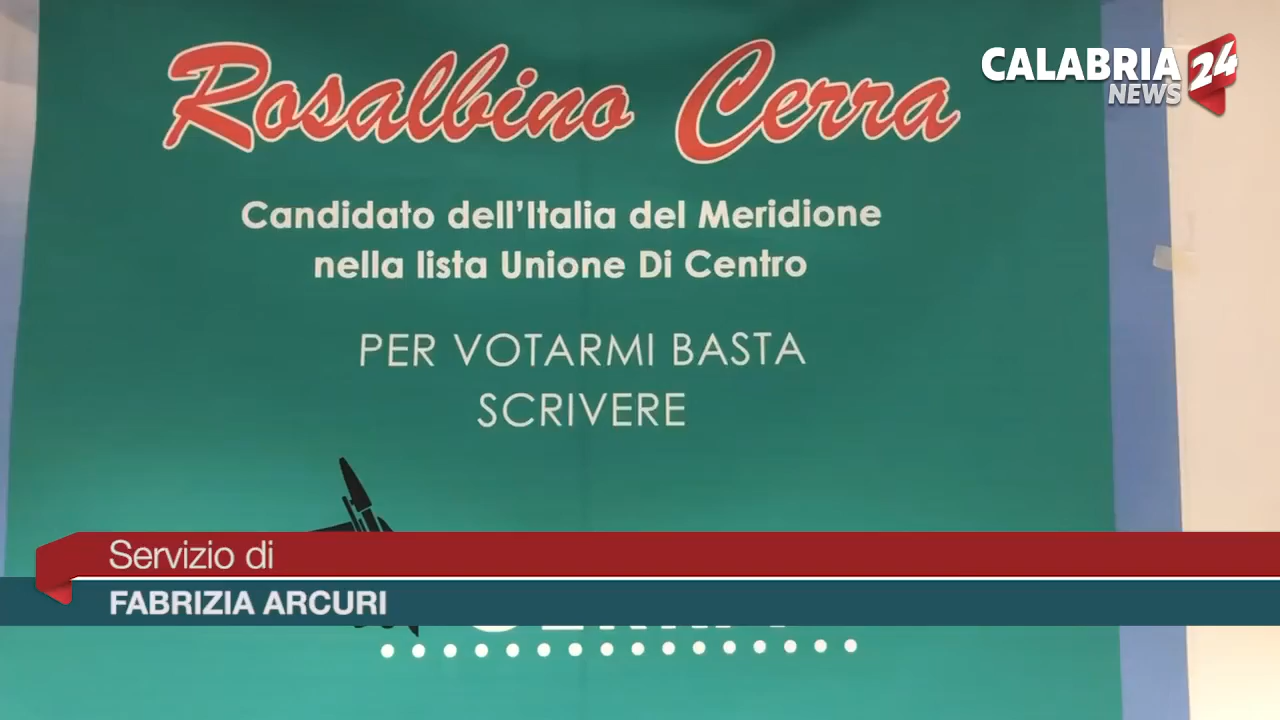 Rosalbino Cerra
CALABRIA 24
NEWS
Candidato dell'Italia del Meridione
nella lista Unione Di Centro
PER VOTARMI BASTA
SCRIVERE
Servizio di
FABRIZIA ARCURI